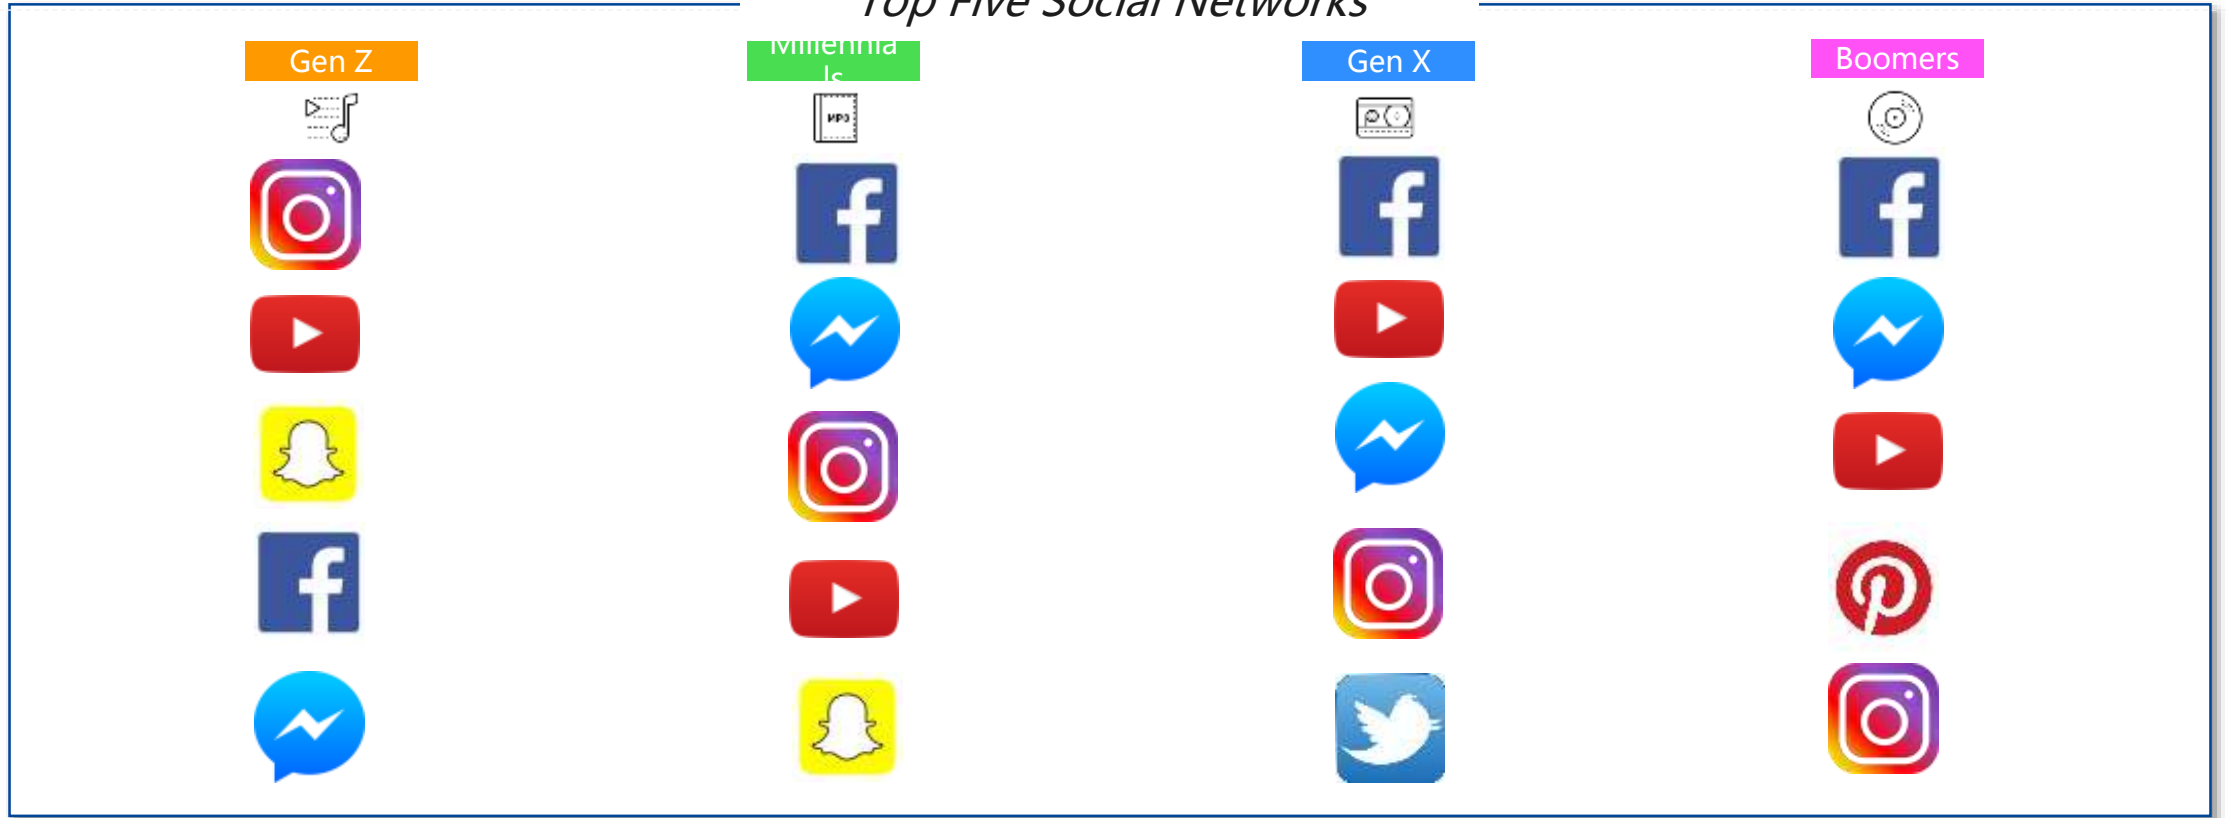 Top Five Social Networks
Gen Z
Millennia
ls
Gen X
Boomers
MP3